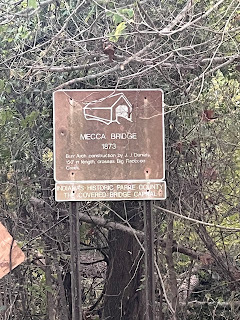 MECCA BRIDGE
1873
Burr Arch construction by J. J. Daniels,
150' in length, crosses Big Raccoon
Creek.
INDIANA'S HISTORIC PARKE COUNTY
THE COVERED BRIDGE CAPITAL